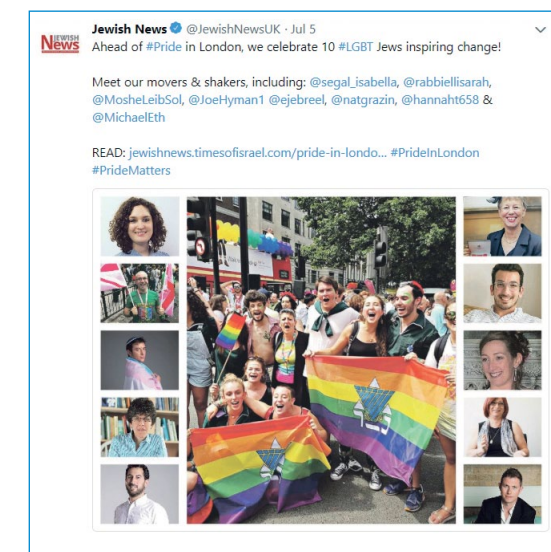 JEWISH
News
Jewish News @JewishNewsUK · Jul 5
Ahead of #Pride in London, we celebrate 10 #LGBT Jews inspiring change!
Meet our movers & shakers, including: @segal_isabella, @rabbiellisarah,
@MosheLeibSol, @JoeHyman1 @ejebreel, @natgrazin, @hannaht658 &
@MichaelEth
READ: jewishnews.timesofisrael.com/pride-in-londo... #PrideInLondon
#PrideMatters